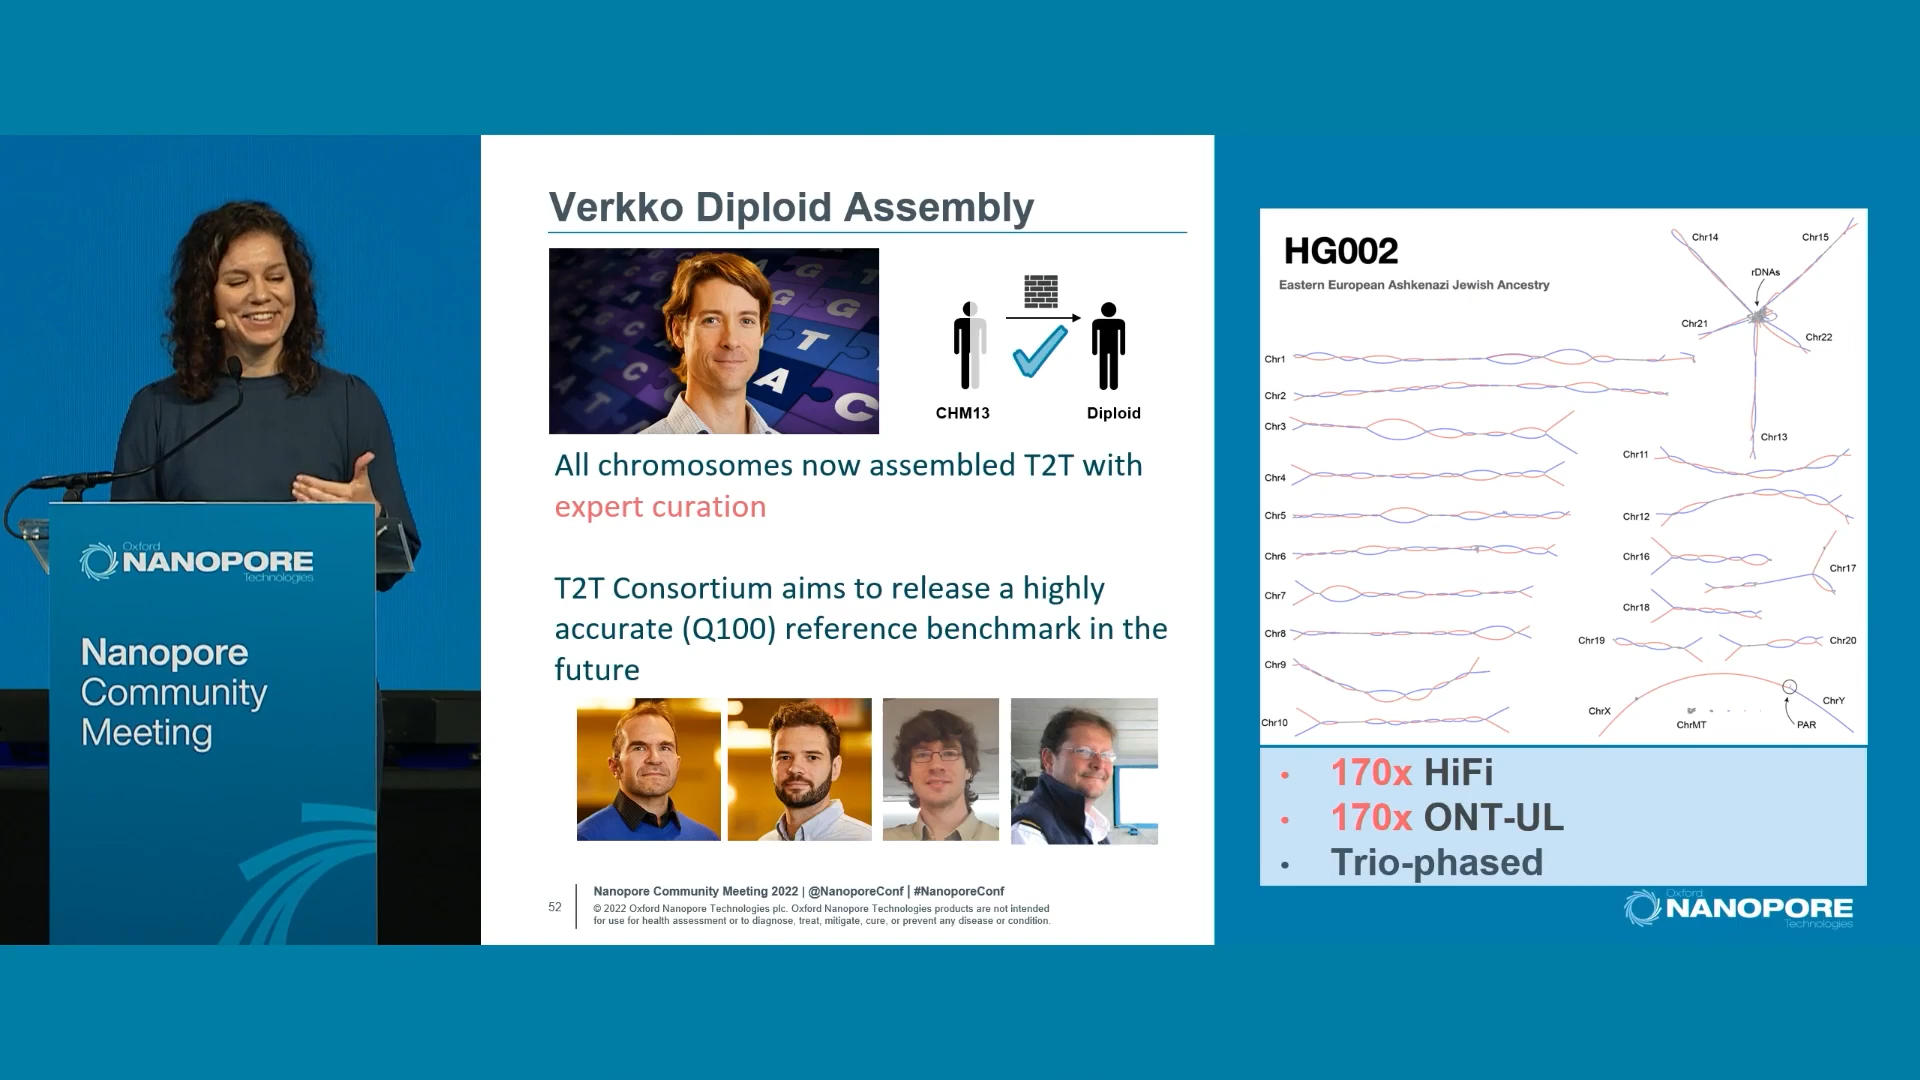 Oxford
NANOPORE
Technologies
Nanopore
Community
Meeting
Verkko Diploid Assembly
G
T
A
C
CHM13
Diploid
All chromosomes now assembled T2T with
expert curation
T2T Consortium aims to release a highly
accurate (Q100) reference benchmark in the
future
52
Nanopore Community Meeting 2022 | @NanoporeConf | #NanoporeConf
© 2022 Oxford Nanopore Technologies plc. Oxford Nanopore Technologies products are not intended
for use for health assessment or to diagnose, treat, mitigate, cure, or prevent any disease or condition.
HG002
Eastern European Ashkenazi Jewish Ancestry
Chr14
Chr15
rDNAs
Chr21
Chr22
Chr13
Chr1
Chr2
Chr3
Chr4
Chr5
Chr6
Chr7
Chr8
Chr9
Chr10
Chr11
Chr12
Chr16
Chr17
Chr18
Chr19
Chr20
ChrX
ChrY
ChrMT
PAR
• 170x HiFi
• 170x ONT-UL
• Trio-phased
Oxford
NANOPORE
Technologies